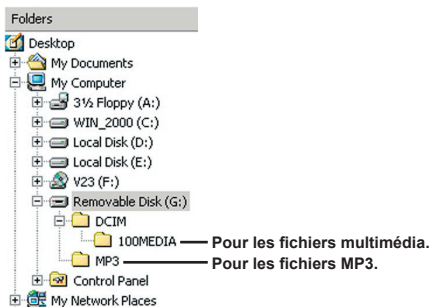 Folders
Desktop
My Documents
My Computer
3½ Floppy (A:)
WIN_2000 (C:)
Local Disk (D:)
Local Disk (E:)
V23 (F:)
Removable Disk (G:)
DCIM
100MEDIA Pour les fichiers multimédia.
MP3 Pour les fichiers MP3.
Control Panel
My Network Places